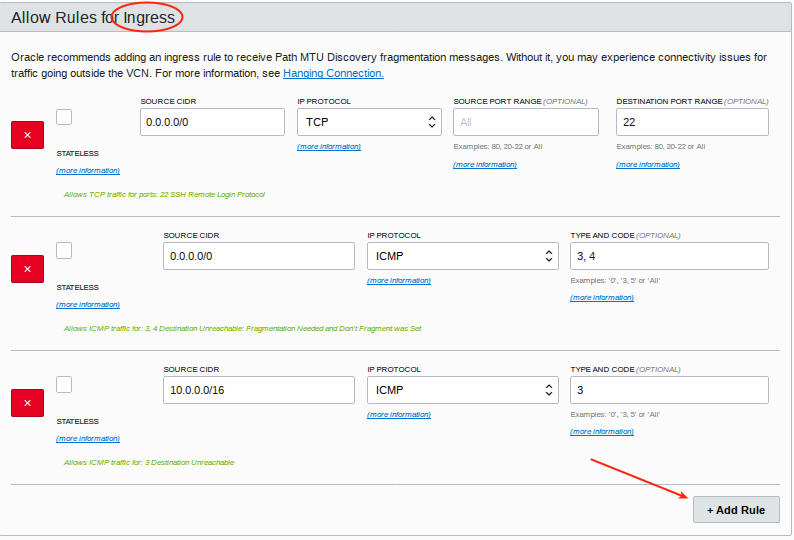 Allow Rules for Ingress
Oracle recommends adding an ingress rule to receive Path MTU Discovery fragmentation messages. Without it, you may experience connectivity issues for
traffic going outside the VCN. For more information, see Hanging Connection.
SOURCE CIDR IP PROTOCOL SOURCE PORT RANGE (OPTIONAL) DESTINATION PORT RANGE (OPTIONAL)
× 0.0.0.0/0 TCP All 22
STATELESS (more information) Examples: 80, 20-22 or All Examples: 80, 20-22 or All
(more information) (more information) (more information)
Allows TCP traffic for ports: 22 SSH Remote Login Protocol
SOURCE CIDR IP PROTOCOL TYPE AND CODE (OPTIONAL)
× 0.0.0.0/0 ICMP 3, 4
STATELESS (more information) Examples: '0', '3, 5' or 'All'
(more information) (more information)
Allows ICMP traffic for: 3, 4 Destination Unreachable: Fragmentation Needed and Don't Fragment was Set
SOURCE CIDR IP PROTOCOL TYPE AND CODE (OPTIONAL)
× 10.0.0.0/16 ICMP 3
STATELESS (more information) Examples: '0', '3, 5' or 'All'
(more information) (more information)
Allows ICMP traffic for: 3 Destination Unreachable
+ Add Rule